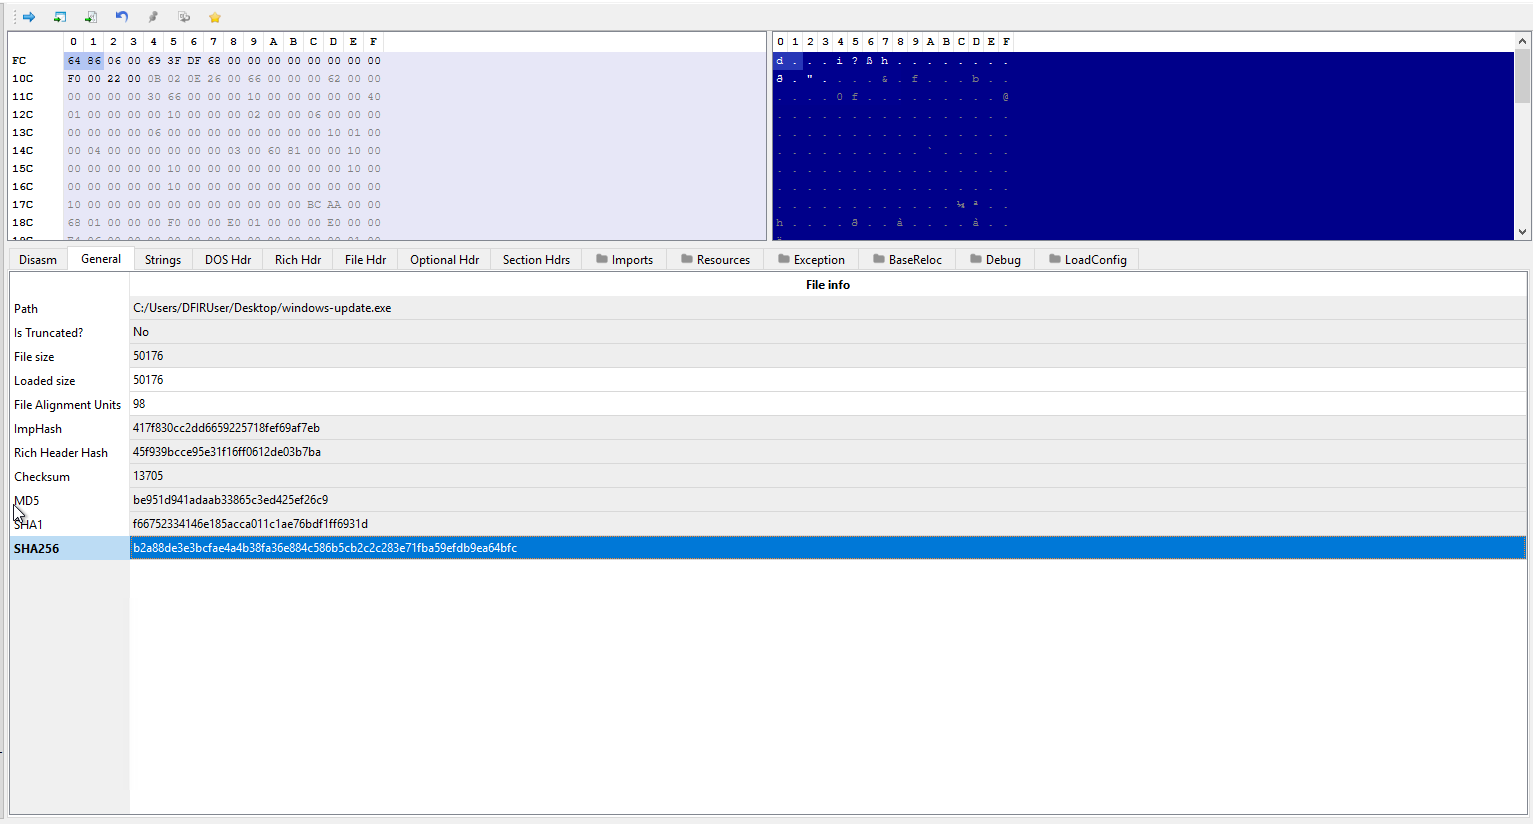 0 1 2 3 4 5 6 7 8 9 A B C D E F
FC 64 86 06 00 69 3F DF 68 00 00 00 00 00 00 00 00
10C F0 00 22 00 0B 02 0E 26 00 66 00 00 00 62 00 00
11C 00 00 00 00 30 66 00 00 00 10 00 00 00 00 00 40
12C 01 00 00 00 00 10 00 00 00 02 00 00 06 00 00 00
13C 00 00 00 00 06 00 00 00 00 00 00 00 00 10 01 00
14C 00 04 00 00 00 00 00 00 03 00 60 81 00 00 10 00
15C 00 00 00 00 00 10 00 00 00 00 00 00 00 00 10 00
16C 00 00 00 00 00 10 00 00 00 00 00 00 00 00 00 00
17C 10 00 00 00 00 00 00 00 00 00 00 00 BC AA 00 00
18C 68 01 00 00 00 F0 00 00 E0 01 00 00 00 E0 00 00
0 1 2 3 4 5 6 7 8 9 A B C D E F
d . . . i ? ß h . . . . . . . .
ð . " . . . . & . f . . . b . .
. . . . 0 f . . . . . . . . . @
. . . . . . . . . . . . . . . .
. . . . . . . . . . . . . . . .
. . . . . . . . . . ` . . . . .
. . . . . . . . . . . . . . . .
. . . . . . . . . . . . . . . .
. . . . . . . . . . . . ¼ ª . .
h . . . . ð . . à . . . . à . .
Disasm General Strings DOS Hdr Rich Hdr File Hdr Optional Hdr Section Hdrs Imports Resources Exception BaseReloc Debug LoadConfig
File info
Path C:/Users/DFIRUser/Desktop/windows-update.exe
Is Truncated? No
File size 50176
Loaded size 50176
File Alignment Units 98
ImpHash 417f830cc2dd6659225718fef69af7eb
Rich Header Hash 45f939bcce95e31f16ff0612de03b7ba
Checksum 13705
MD5 be951d941adaab33865c3ed425ef26c9
SHA1 f66752334146e185acca011c1ae76bdf1ff6931d
SHA256 b2a88de3e3bcfae4a4b38fa36e884c586b5cb2c2c283e71fba59efdb9ea64bfc